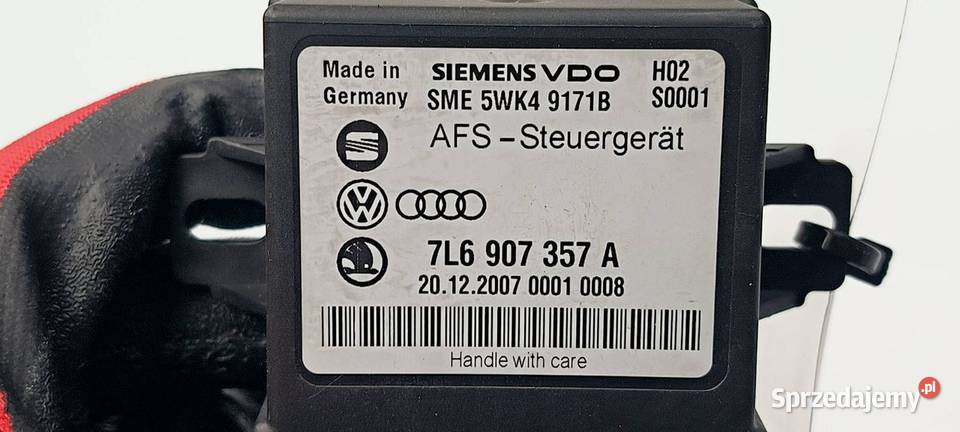 Made in
Germany
SIEMENS VDO
SME 5WK4 9171B
H02
S0001
AFS - Steuergerät
7L6 907 357 A
20.12.2007 0001 0008
Handle with care
Sprzedajemy.pl